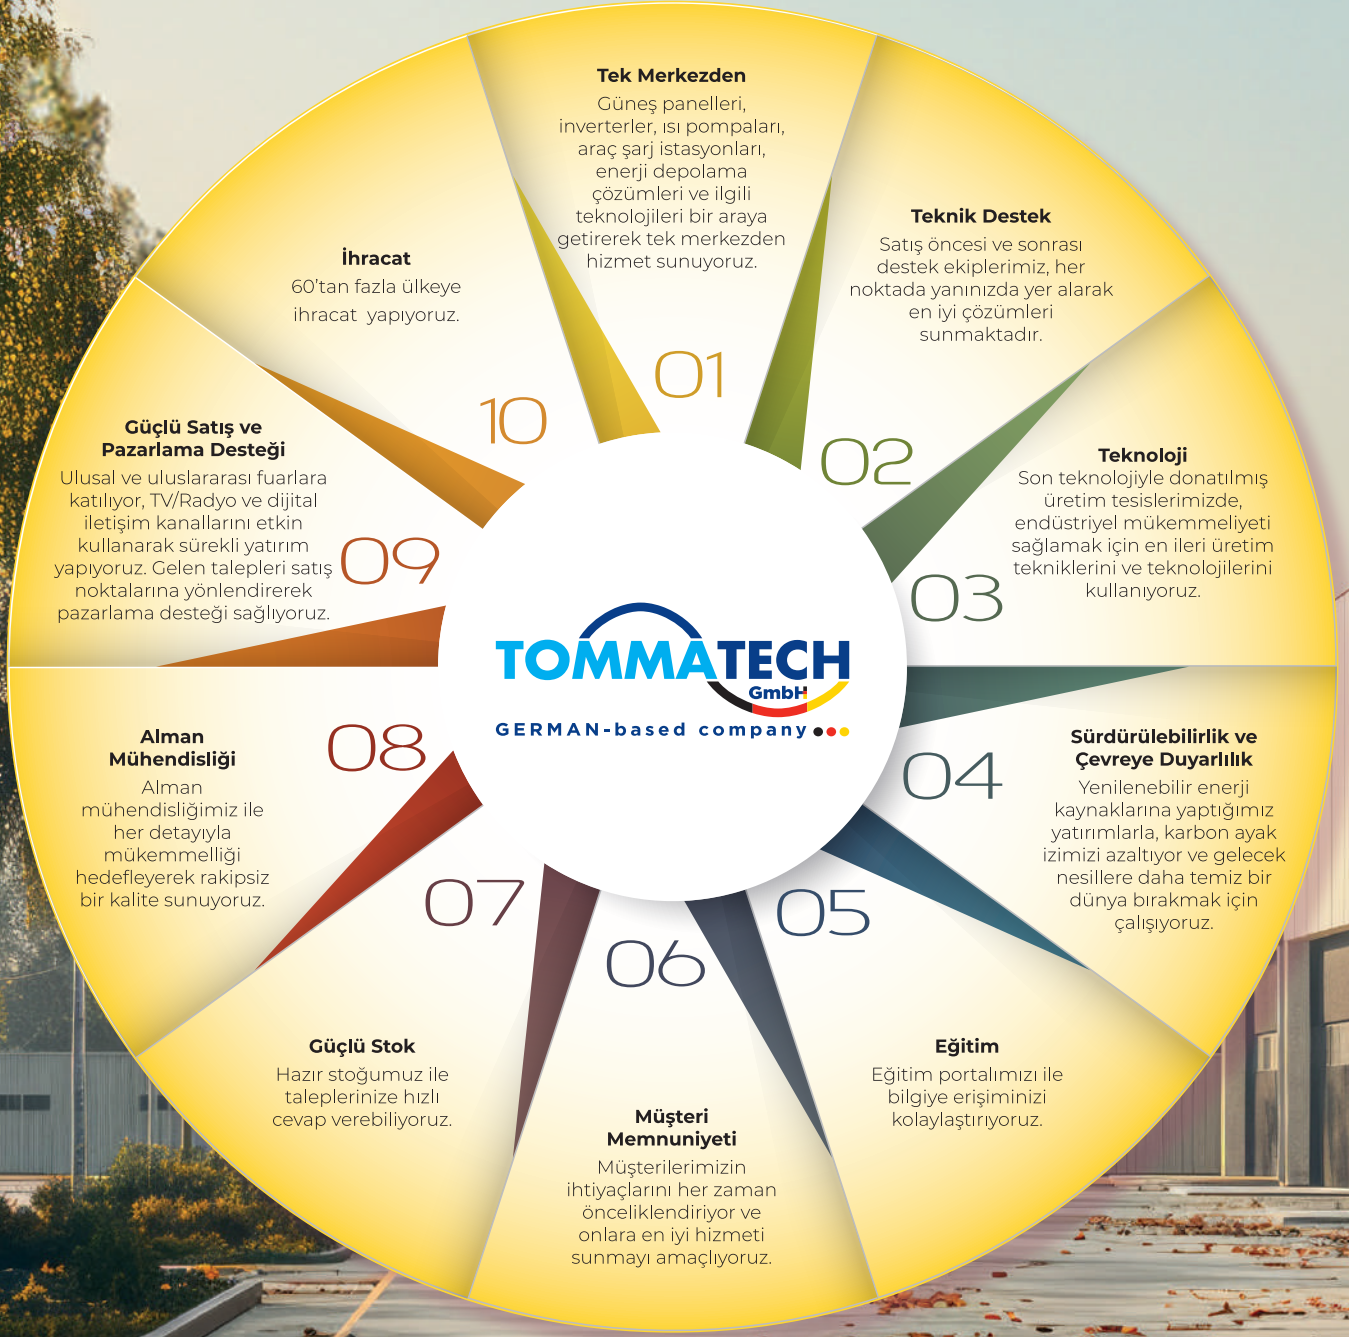 Tek Merkezden
Güneş panelleri,
inverterler, ısı pompaları,
araç şarj istasyonları,
enerji depolama
çözümleri ve ilgili
teknolojileri bir araya
getirerek tek merkezden
hizmet sunuyoruz.
01
Teknik Destek
Satış öncesi ve sonrası
destek ekiplerimiz, her
noktada yanınızda yer alarak
en iyi çözümleri
sunmaktadır.
02
Teknoloji
Son teknolojiyle donatılmış
üretim tesislerimizde,
endüstriyel mükemmeliyeti
sağlamak için en ileri üretim
tekniklerini ve teknolojilerini
kullanıyoruz.
03
Sürdürülebilirlik ve
Çevreye Duyarlılık
Yenilenebilir enerji
kaynaklarına yaptığımız
yatırımlarla, karbon ayak
izimizi azaltıyor ve gelecek
nesillere daha temiz bir
dünya bırakmak için
çalışıyoruz.
04
Eğitim
Eğitim portalımızı ile
bilgiye erişiminizi
kolaylaştırıyoruz.
05
Müşteri
Memnuniyeti
Müşterilerimizin
ihtiyaçlarını her zaman
önceliklendiriyor ve
onlara en iyi hizmeti
sunmayı amaçlıyoruz.
06
Güçlü Stok
Hazır stoğumuz ile
taleplerinize hızlı
cevap verebiliyoruz.
07
Alman
Mühendisliği
Alman
mühendisliğimiz ile
her detayıyla
mükemmelliği
hedefleyerek rakipsiz
bir kalite sunuyoruz.
08
Güçlü Satış ve
Pazarlama Desteği
Ulusal ve uluslararası fuarlara
katılıyor, TV/Radyo ve dijital
iletişim kanallarını etkin
kullanarak sürekli yatırım
yapıyoruz. Gelen talepleri satış
noktalarına yönlendirerek
pazarlama desteği sağlıyoruz.
09
İhracat
60’tan fazla ülkeye
ihracat yapıyoruz.
10
TOMMATECH
GmbH
GERMAN-based company